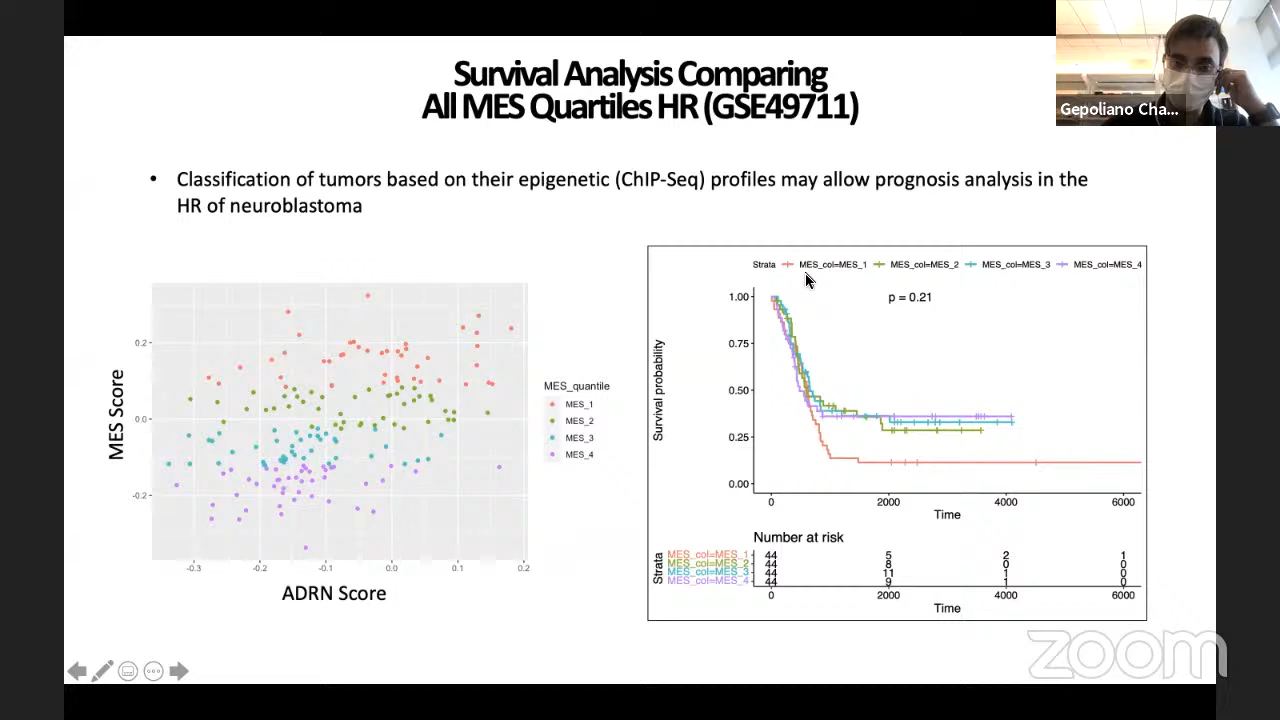 Survival Analysis Comparing
All MES Quartiles HR (GSE49711)
Gepoliano Cha...
• Classification of tumors based on their epigenetic (ChIP-Seq) profiles may allow prognosis analysis in the
HR of neuroblastoma
MES Score
0.2
0.0
-0.2
-0.3 -0.2 -0.1 0.0 0.1 0.2
ADRN Score
MES_quantile
MES_1
MES_2
MES_3
MES_4
Strata MES_col=MES_1 MES_col=MES_2 MES_col=MES_3 MES_col=MES_4
p = 0.21
Survival probability
1.00
0.75
0.50
0.25
0.00
0 2000 4000 6000
Time
Number at risk
Strata
MES_col=MES_1 44 5 2 1
MES_col=MES_2 44 8 0 0
MES_col=MES_3 44 11 1 0
MES_col=MES_4 44 9 1 0
0 2000 4000 6000
Time
zoom